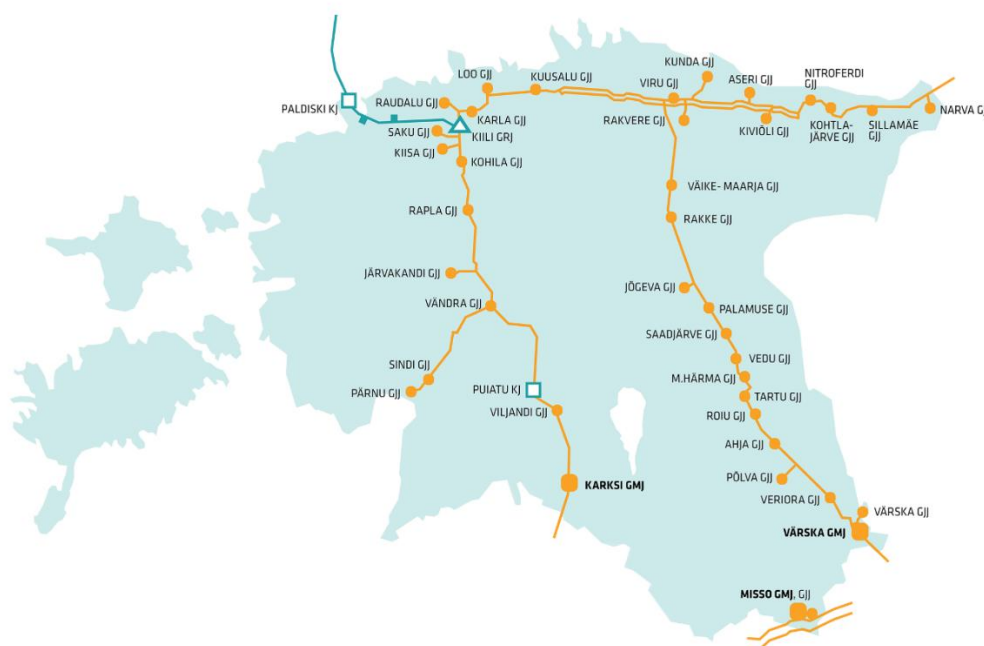 KUNDA GJJ
NITROFERDI
GJJ
LOO GJJ
KUUSALU GJJ
VIRU GJJ
ASERI GJJ
RAUDALU GJJ
PALDISKI KJ
KARLA GJJ
RAKVERE GJJ
KIVIÕLI GJJ
KOHTLA-
JÄRVE GJJ
SILLAMÄE
GJJ
NARVA G
SAKU GJJ
KIILI GRJ
KIISA GJJ
KOHILA GJJ
VÄIKE- MAARJA GJJ
RAPLA GJJ
RAKKE GJJ
JÄRVAKANDI GJJ
JÕGEVA GJJ
VÄNDRA GJJ
PALAMUSE GJJ
SAADJÄRVE GJJ
VEDU GJJ
SINDI GJJ
M.HÄRMA GJJ
PUIATU KJ
PÄRNU GJJ
TARTU GJJ
VILJANDI GJJ
ROIU GJJ
AHJA GJJ
PÕLVA GJJ
KARKSI GMJ
VERIORA GJJ
VÄRSKA GJJ
VÄRSKA GMJ
MISSO GMJ, GJJ